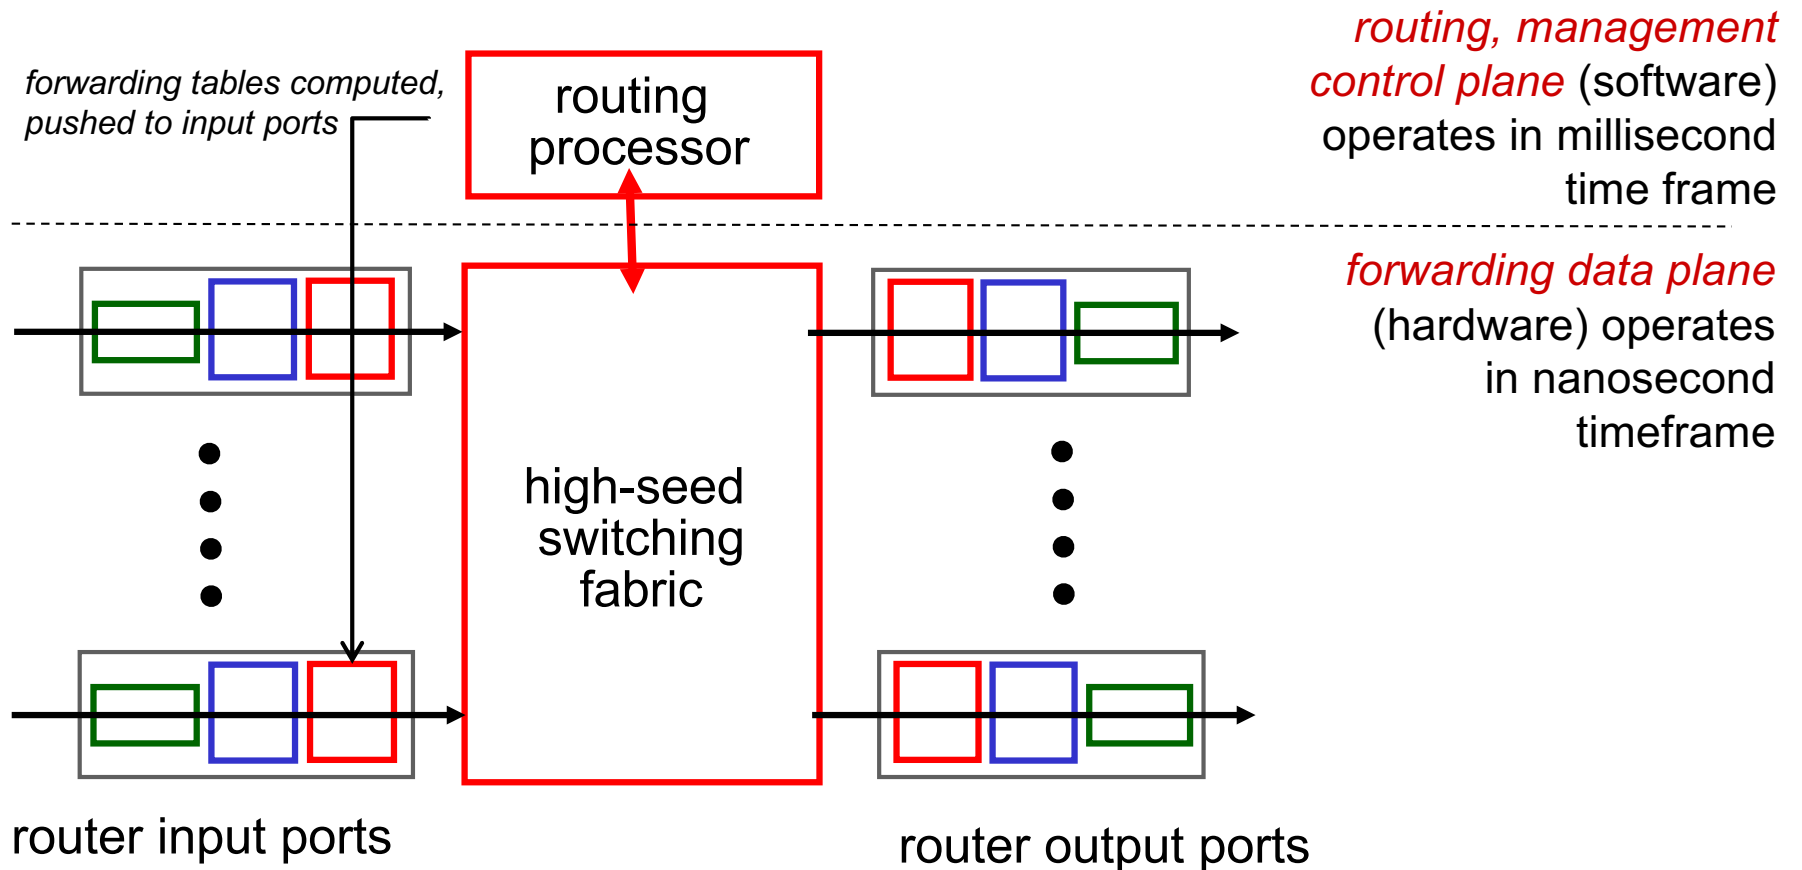 forwarding tables computed,
pushed to input ports
routing
processor
routing, management
control plane (software)
operates in millisecond
time frame
forwarding data plane
(hardware) operates
in nanosecond
timeframe
high-seed
switching
fabric
router input ports
router output ports